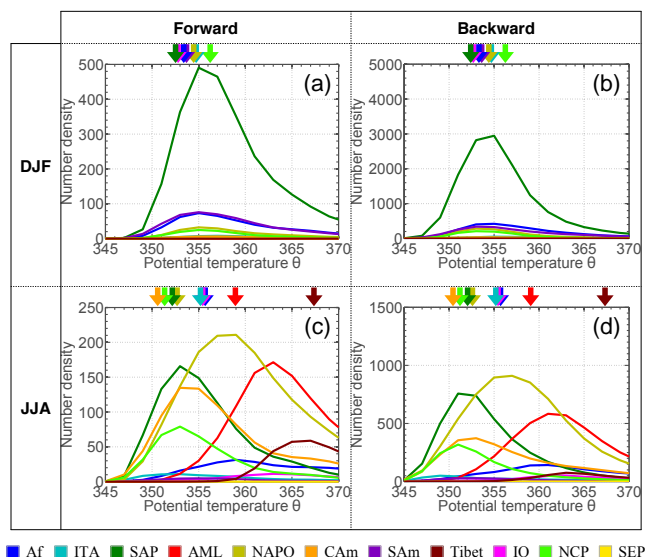 Forward
Backward
DJF
(a)
Number density
500
400
300
200
100
0
345 350 355 360 365 370
Potential temperature θ
(b)
Number density
5000
4000
3000
2000
1000
0
345 350 355 360 365 370
Potential temperature θ
JJA
(c)
Number density
250
200
150
100
50
0
345 350 355 360 365 370
Potential temperature θ
(d)
Number density
1500
1000
500
0
345 350 355 360 365 370
Potential temperature θ
Af ITA SAP AML NAPO CAm SAm Tibet IO NCP SEP